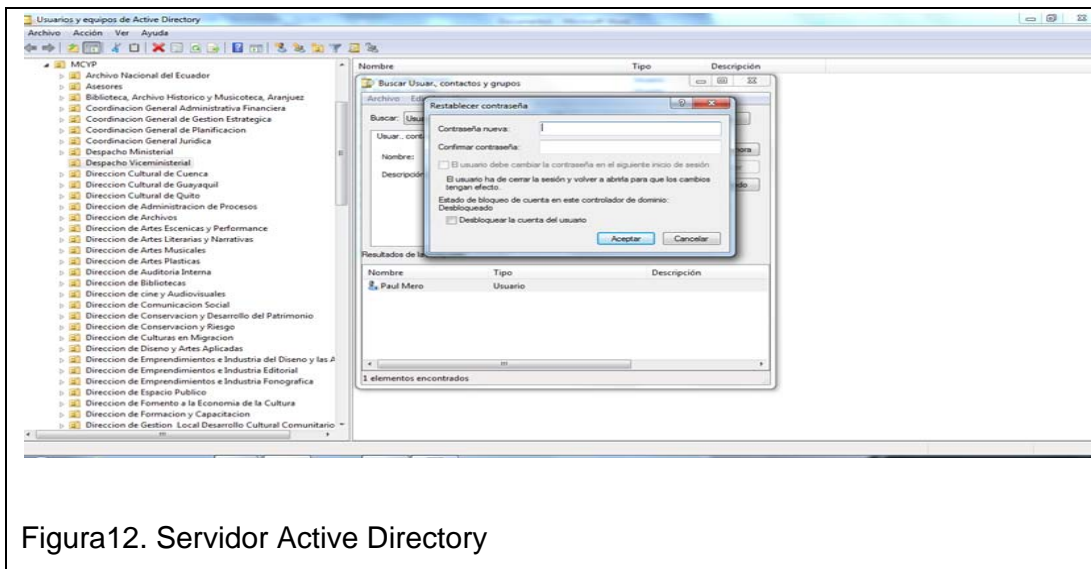 Usuarios y equipos de Active Directory
Archivo Acción Ver Ayuda
MCYP
Archivo Nacional del Ecuador
Asesores
Biblioteca, Archivo Historico y Musicoteca, Aranjuez
Coordinacion General Administrativa Financiera
Coordinacion General de Gestion Estrategica
Coordinacion General de Planificacion
Coordinacion General Juridica
Despacho Ministerial
Despacho Viceministerial
Direccion Cultural de Cuenca
Direccion Cultural de Guayaquil
Direccion Cultural de Quito
Direccion de Administracion de Procesos
Direccion de Archivos
Direccion de Artes Escenicas y Performance
Direccion de Artes Literarias y Narrativas
Direccion de Artes Musicales
Direccion de Artes Plasticas
Direccion de Auditoria Interna
Direccion de Bibliotecas
Direccion de cine y Audiovisuales
Direccion de Comunicacion Social
Direccion de Conservacion y Desarrollo del Patrimonio
Direccion de Conservacion y Riesgo
Direccion de Culturas en Migracion
Direccion de Diseno y Artes Aplicadas
Direccion de Emprendimientos e Industria del Diseno y las A
Direccion de Emprendimientos e Industria Editorial
Direccion de Emprendimientos e Industria Fonografica
Direccion de Espacio Publico
Direccion de Fomento a la Economia de la Cultura
Direccion de Formacion y Capacitacion
Direccion de Gestion Local Desarrollo Cultural Comunitario
Nombre Tipo Descripción
Buscar Usuar., contactos y grupos
Archivo
Buscar:
Nombre:
Restablecer contraseña
Contraseña nueva:
Confirmar contraseña:
El usuario debe cambiar la contraseña en el siguiente inicio de sesión
El usuario ha de cerrar la sesión y volver a abrirla para que los cambios
tengan efecto.
Estado de bloqueo de cuenta en este controlador de dominio:
Desbloqueado
Desbloquear la cuenta del usuario
Aceptar Cancelar
Resultados de la
Nombre Tipo Descripción
Paul Mero Usuario
1 elementos encontrados
Figura12. Servidor Active Directory